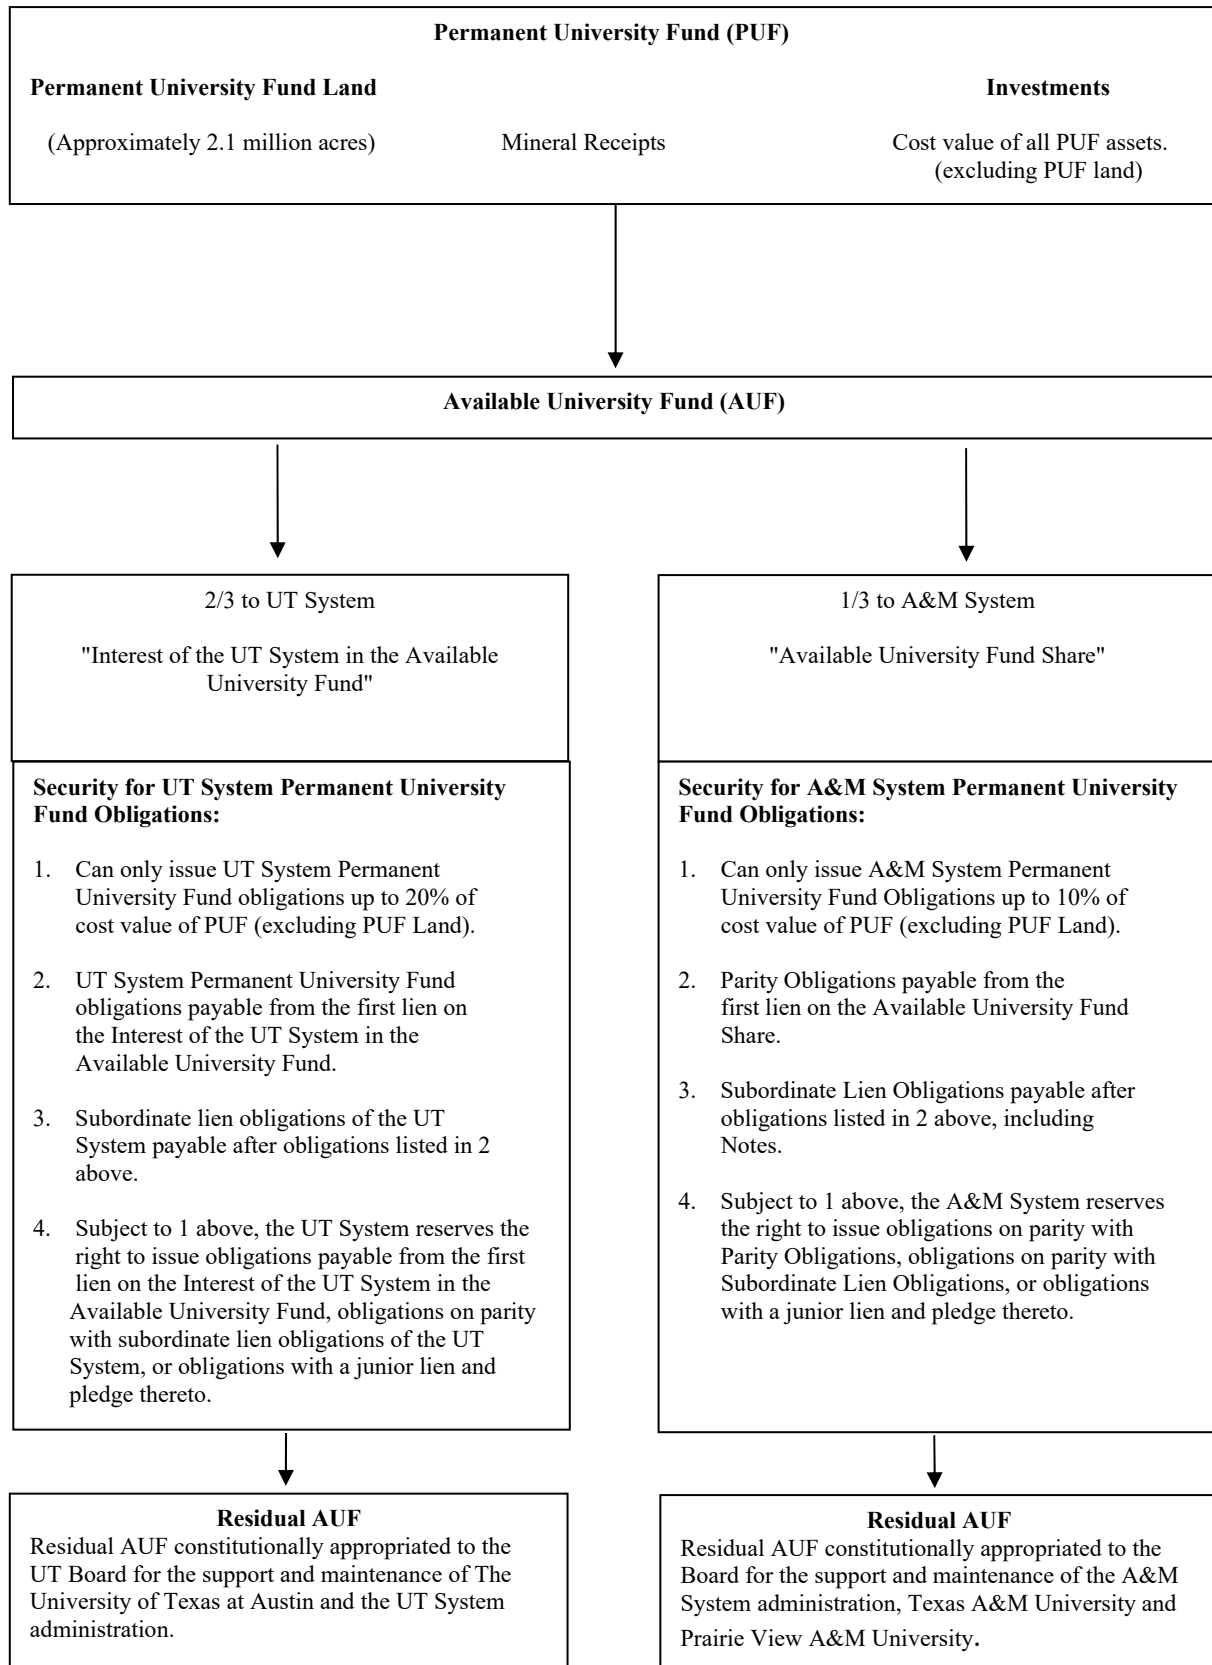 Permanent University Fund (PUF)
Permanent University Fund Land
Investments
(Approximately 2.1 million acres)
Mineral Receipts
Cost value of all PUF assets.
(excluding PUF land)
Available University Fund (AUF)
2/3 to UT System
"Interest of the UT System in the Available
University Fund"
Security for UT System Permanent University
Fund Obligations:
1. Can only issue UT System Permanent
University Fund obligations up to 20% of
cost value of PUF (excluding PUF Land).
2. UT System Permanent University Fund
obligations payable from the first lien on
the Interest of the UT System in the
Available University Fund.
3. Subordinate lien obligations of the UT
System payable after obligations listed in 2
above.
4. Subject to 1 above, the UT System reserves the
right to issue obligations payable from the first
lien on the Interest of the UT System in the
Available University Fund, obligations on parity
with subordinate lien obligations of the UT
System, or obligations with a junior lien and
pledge thereto.
Residual AUF
Residual AUF constitutionally appropriated to the
UT Board for the support and maintenance of The
University of Texas at Austin and the UT System
administration.
1/3 to A&M System
"Available University Fund Share"
Security for A&M System Permanent University
Fund Obligations:
1. Can only issue A&M System Permanent
University Fund Obligations up to 10% of
cost value of PUF (excluding PUF Land).
2. Parity Obligations payable from the
first lien on the Available University Fund
Share.
3. Subordinate Lien Obligations payable after
obligations listed in 2 above, including
Notes.
4. Subject to 1 above, the A&M System reserves
the right to issue obligations on parity with
Parity Obligations, obligations on parity with
Subordinate Lien Obligations, or obligations
with a junior lien and pledge thereto.
Residual AUF
Residual AUF constitutionally appropriated to the
Board for the support and maintenance of the A&M
System administration, Texas A&M University and
Prairie View A&M University.